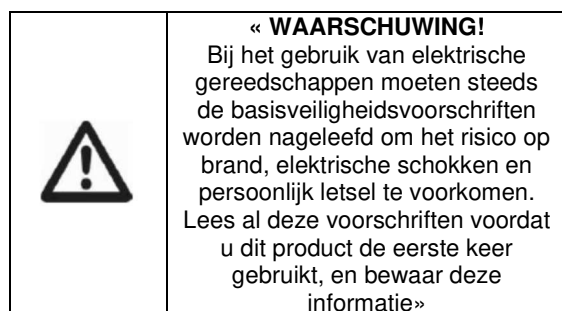 « WAARSCHUWING!
Bij het gebruik van elektrische
gereedschappen moeten steeds
de basisveiligheidsvoorschriften
worden nageleefd om het risico op
brand, elektrische schokken en
persoonlijk letsel te voorkomen.
Lees al deze voorschriften voordat
u dit product de eerste keer
gebruikt, en bewaar deze
informatie»